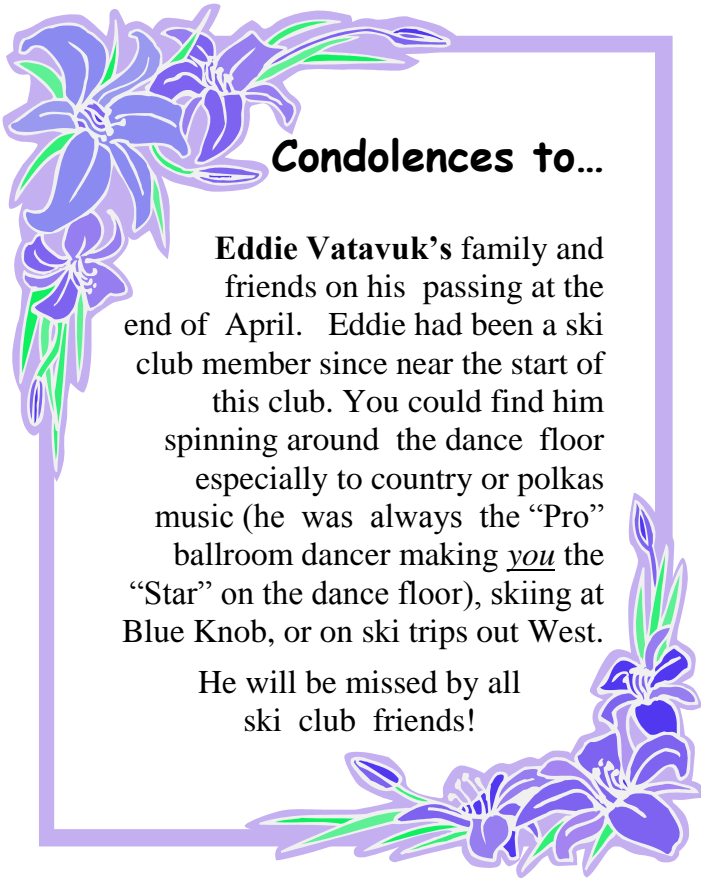 Condolences to…
Eddie Vatavuk’s family and
friends on his passing at the
end of April. Eddie had been a ski
club member since near the start of
this club. You could find him
spinning around the dance floor
especially to country or polkas
music (he was always the “Pro”
ballroom dancer making you the
“Star” on the dance floor), skiing at
Blue Knob, or on ski trips out West.
He will be missed by all
ski club friends!